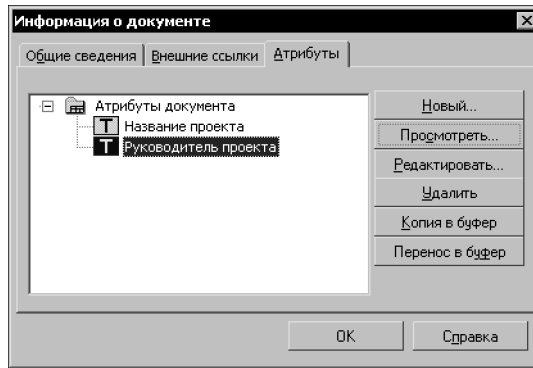 Информация о документе
Общие сведения Внешние ссылки Атрибуты
Атрибуты документа
Название проекта
Руководитель проекта
Новый...
Просмотреть...
Редактировать...
Удалить
Копия в буфер
Перенос в буфер
OK Справка